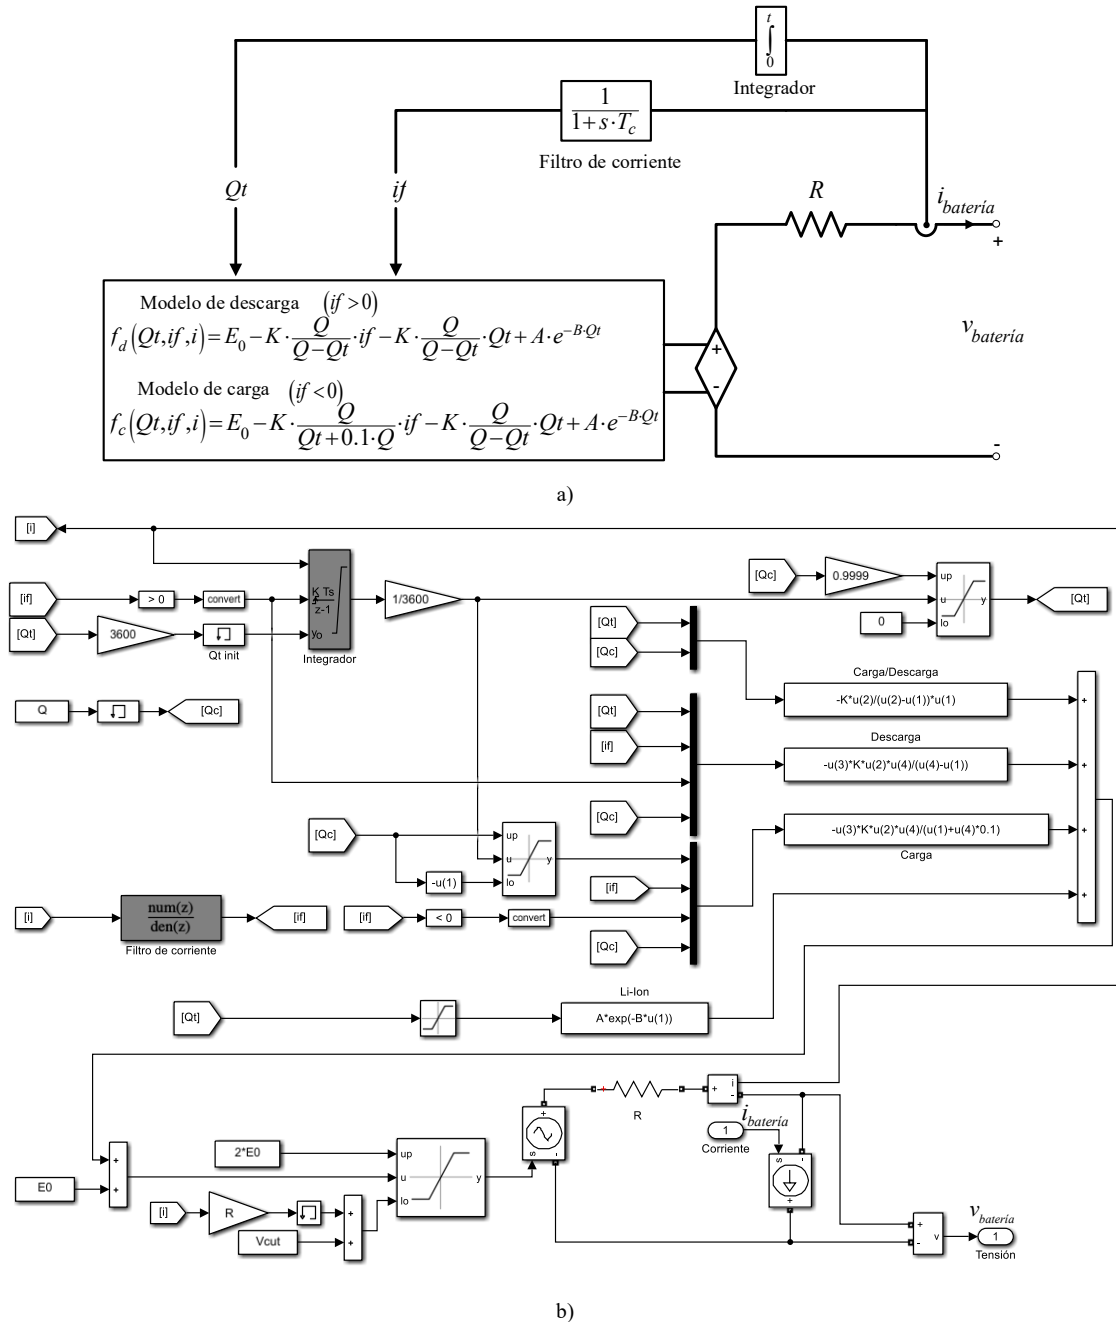 t
∫
0
Integrador
1
1+s·T_c
Filtro de corriente
Qt
if
R
i_batería
+
Modelo de descarga (if>0)
f_d(Qt,if,i)=E_0−K·Q/(Q−Qt)·if−K·Q/(Q−Qt)·Qt+A·e^(−B·Qt)
Modelo de carga (if<0)
f_c(Qt,if,i)=E_0−K·Q/(Qt+0.1·Q)·if−K·Q/(Q−Qt)·Qt+A·e^(−B·Qt)
+
-
v_batería
-
a)
[i]
[if]
> 0
convert
K Ts
z-1
yo
Integrador
1/3600
[Qt]
3600
Qt init
[Qc]
0.9999
up
u
lo
y
0
[Qt]
[Qt]
[Qc]
Q
[Qc]
Carga/Descarga
-K*u(2)/(u(2)-u(1))*u(1)
+
[Qt]
[if]
[Qc]
Descarga
-u(3)*K*u(2)*u(4)/(u(4)-u(1))
+
[Qc]
-u(1)
up
u
lo
y
-u(3)*K*u(2)*u(4)/(u(1)+u(4)*0.1)
Carga
+
+
[i]
num(z)
den(z)
Filtro de corriente
[if]
[if]
< 0
convert
[if]
[Qc]
[Qt]
Li-Ion
A*exp(-B*u(1))
E0
+
+
2*E0
[i]
R
Vcut
+
+
up
u
lo
y
s
+
-
+
R
+
i
-
i_batería
1
Corriente
s
-
+
+
-
v
v_batería
1
Tensión
b)